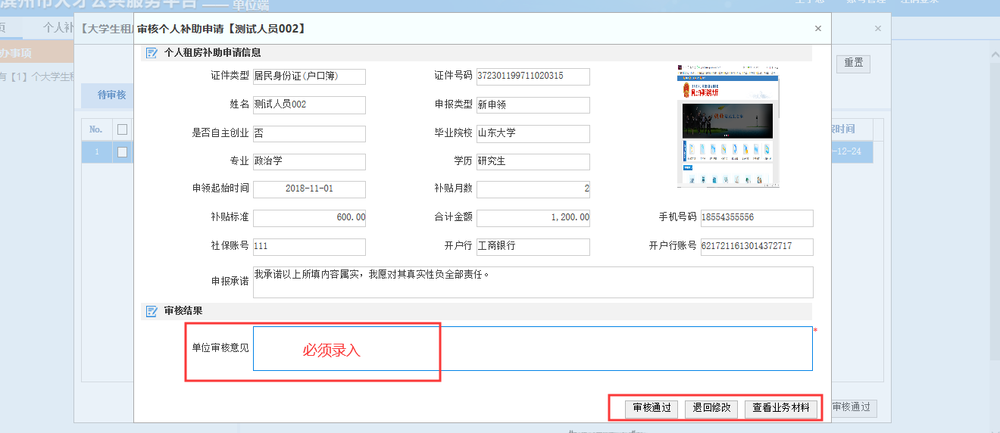 滨州市人才公共服务平台 —— 单位端
个人补
【大学生租房
审核个人补助申请【测试人员002】
×
×
办事项
个人租房补助申请信息
重置
有【1】个大学生租
证件类型 居民身份证(户口簿) 证件号码 372301199711020315
待审核
姓名 测试人员002 申报类型 新申领
No.
时间
是否自主创业 否 毕业院校 山东大学
1
-12-24
专业 政治学 学历 研究生
申领起始时间 2018-11-01 补贴月数 2
补贴标准 600.00 合计金额 1,200.00 手机号码 18554355556
社保账号 111 开户行 工商银行 开户行账号 6217211613014372717
申报承诺 我承诺以上所填内容属实，我愿对其真实性负全部责任。
审核结果
单位审核意见 必须录入 *
审核通过 退回修改 查看业务材料
审核通过